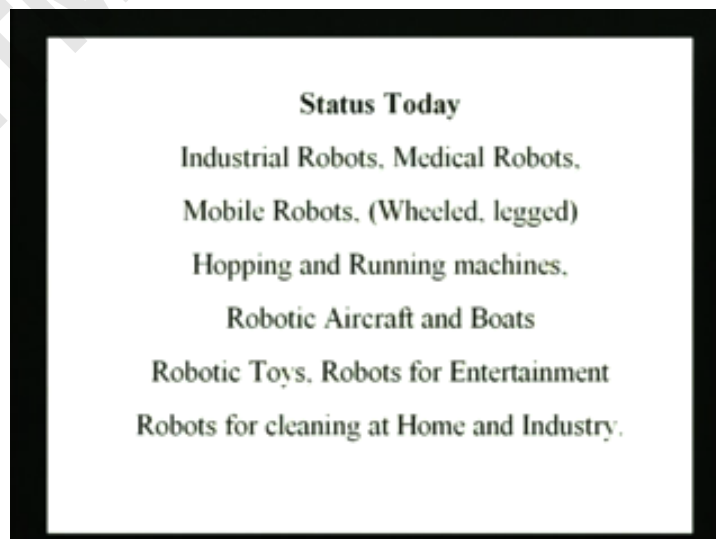 Status Today
Industrial Robots, Medical Robots,
Mobile Robots, (Wheeled, legged)
Hopping and Running machines,
Robotic Aircraft and Boats
Robotic Toys, Robots for Entertainment
Robots for cleaning at Home and Industry.